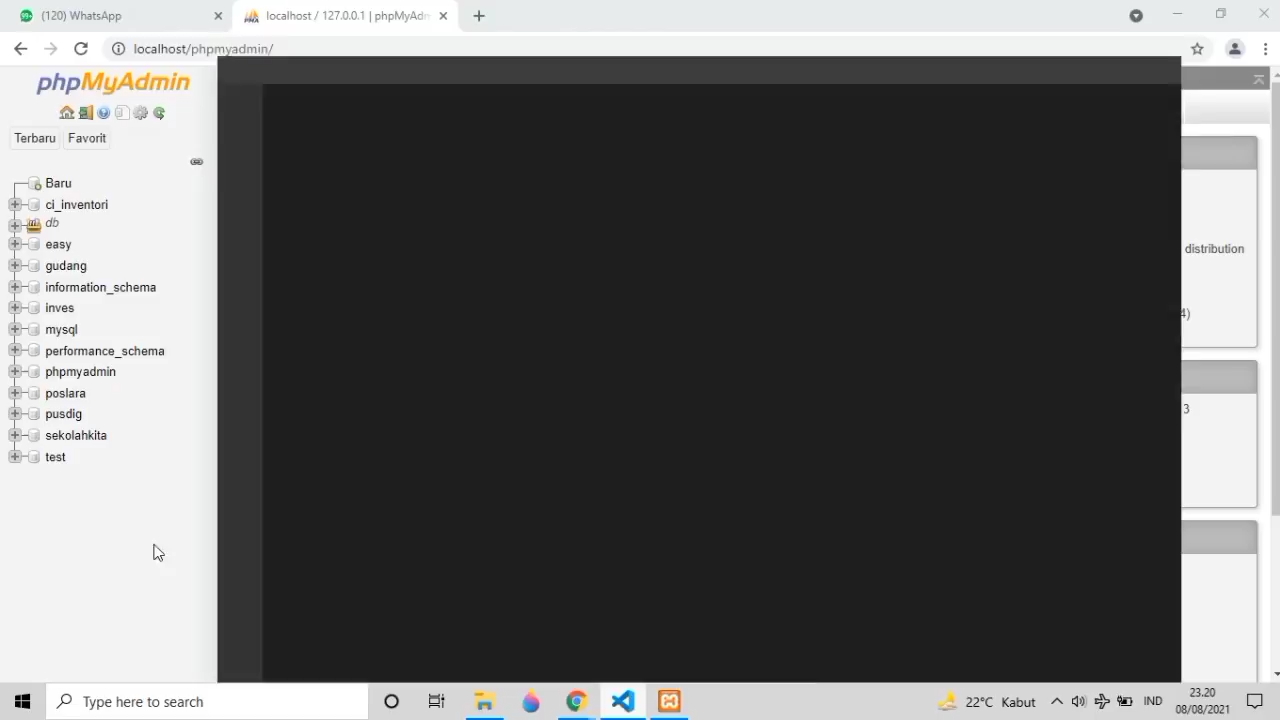 99+ (120) WhatsApp
localhost / 127.0.0.1 | phpMyAdm
localhost/phpmyadmin/
phpMyAdmin
Terbaru Favorit
Baru
ci_inventori
db
easy
gudang
information_schema
inves
mysql
performance_schema
phpmyadmin
poslara
pusdig
sekolahkita
test
distribution
4)
3
Type here to search
22°C Kabut
IND
23.20
08/08/2021